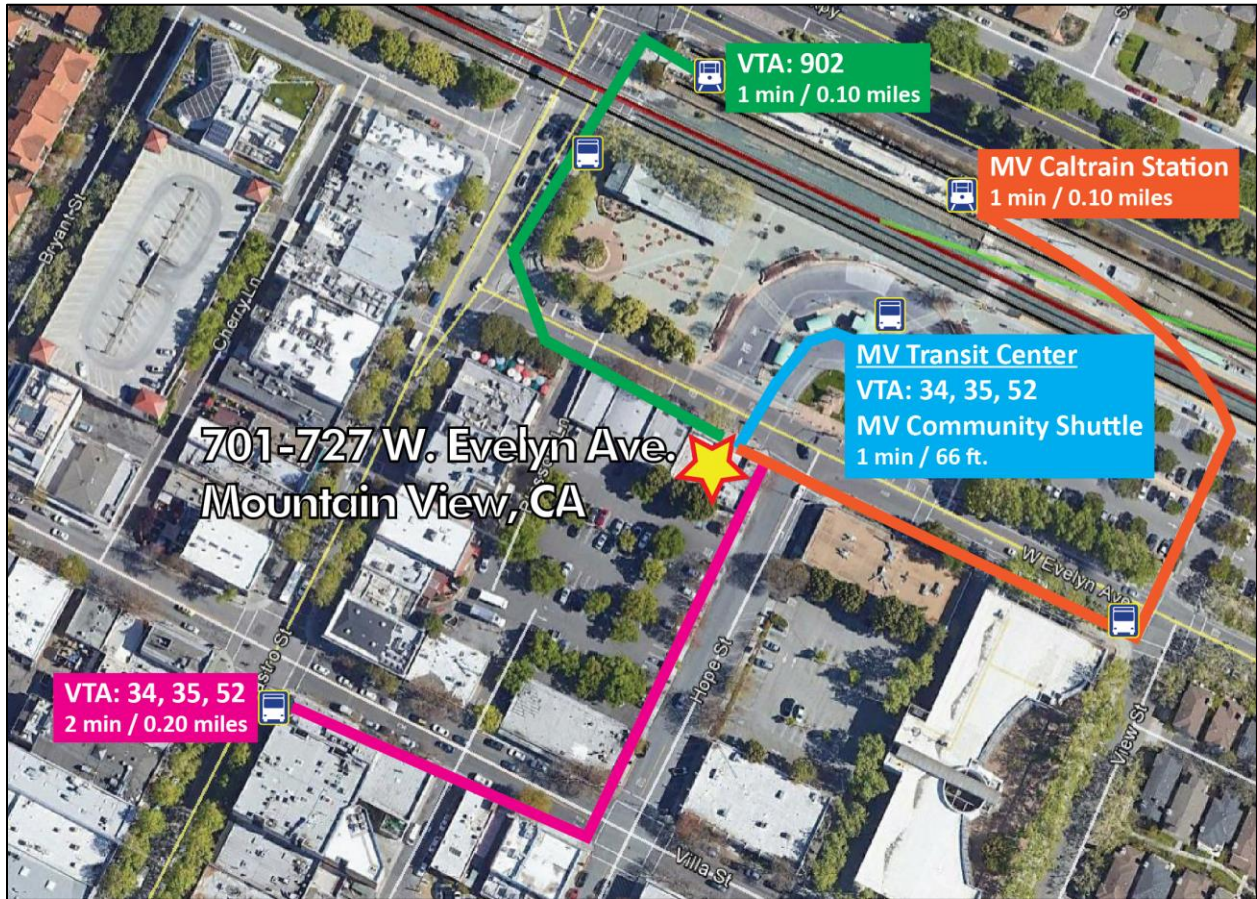 VTA: 902
1 min / 0.10 miles
MV Caltrain Station
1 min / 0.10 miles
MV Transit Center
VTA: 34, 35, 52
MV Community Shuttle
1 min / 66 ft.
701-727 W. Evelyn Ave.
Mountain View, CA
VTA: 34, 35, 52
2 min / 0.20 miles
Bryant St
Cherry Ln
W Evelyn Ave
Hope St
View St
Villa St